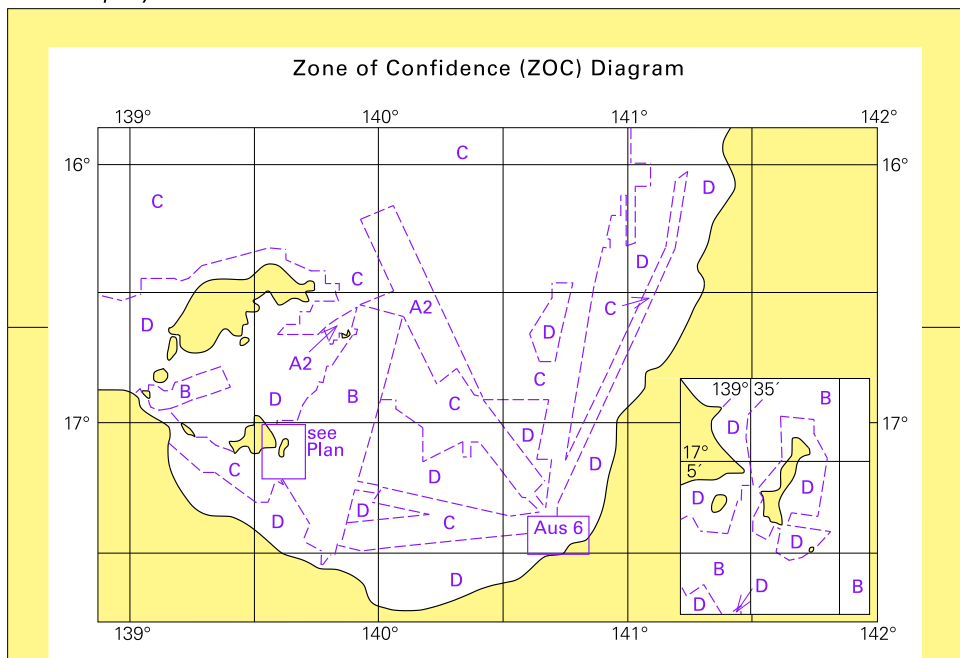 Zone of Confidence (ZOC) Diagram
139° 140° 141° 142°
16° C 16°
C D
D
C
A2 C
D D
A2
C
139° 35′
B D B C B
D
17° see D 17°
Plan
17°
5′
C D D
D D
D C Aus 6
D
B
D D B
D
139° 140° 141° 142°